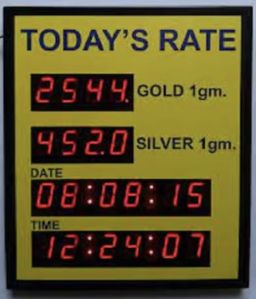 TODAY'S RATE
2544. GOLD 1gm.
452.0 SILVER 1gm.
DATE
08:08:15
TIME
12:24:07